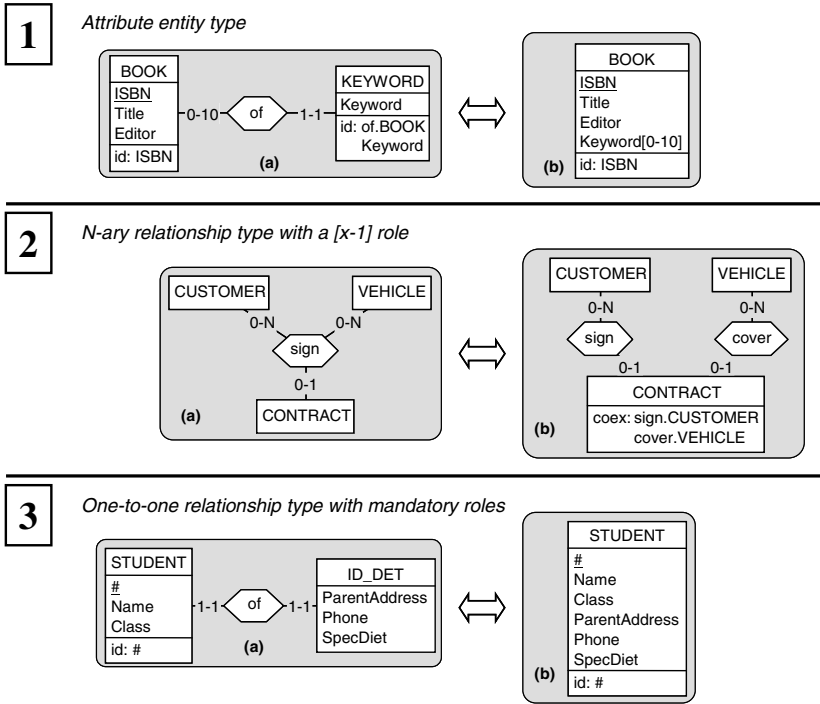 1
Attribute entity type
BOOK
ISBN
Title
Editor
id: ISBN
0-10
of
1-1
KEYWORD
Keyword
id: of.BOOK
Keyword
(a)
BOOK
ISBN
Title
Editor
Keyword[0-10]
id: ISBN
(b)
2
N-ary relationship type with a [x-1] role
CUSTOMER
VEHICLE
0-N
0-N
sign
0-1
CONTRACT
(a)
CUSTOMER
VEHICLE
0-N
0-N
sign
cover
0-1
0-1
CONTRACT
coex: sign.CUSTOMER
cover.VEHICLE
(b)
3
One-to-one relationship type with mandatory roles
STUDENT
#
Name
Class
id: #
1-1
of
1-1
ID_DET
ParentAddress
Phone
SpecDiet
(a)
STUDENT
#
Name
Class
ParentAddress
Phone
SpecDiet
id: #
(b)